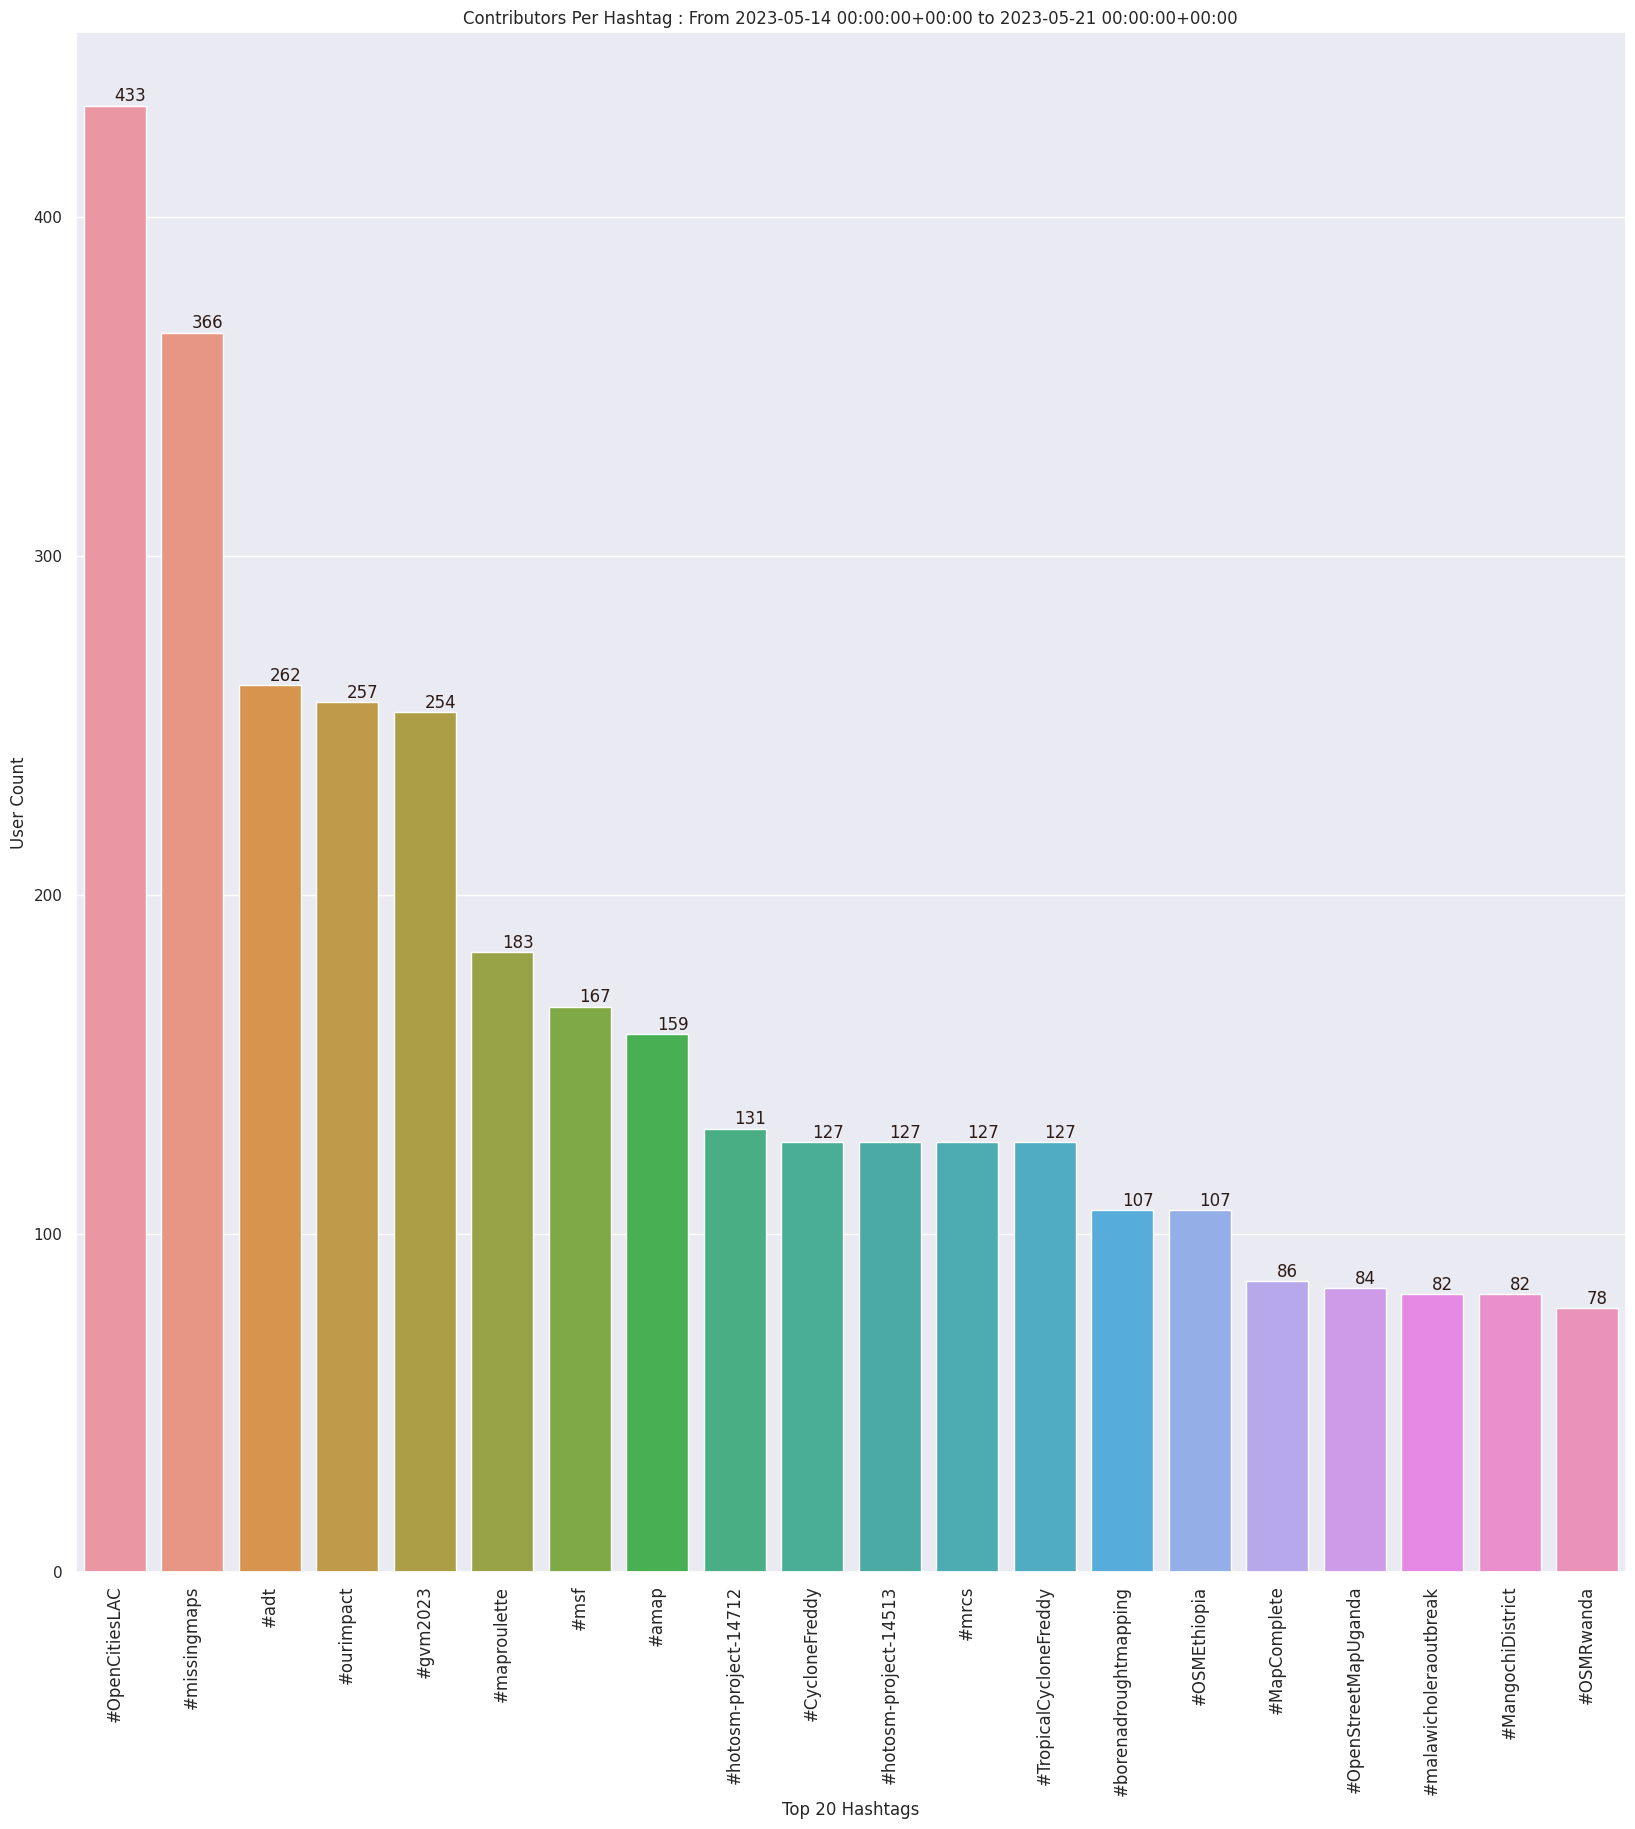 Contributors Per Hashtag : From 2023-05-14 00:00:00+00:00 to 2023-05-21 00:00:00+00:00
User Count
400
300
200
100
0
433
366
262
257
254
183
167
159
131
127
127
127
127
107
107
86
84
82
82
78
#OpenCitiesLAC
#missingmaps
#adt
#ourimpact
#gvm2023
#maproulette
#msf
#amap
#hotosm-project-14712
#CycloneFreddy
#hotosm-project-14513
#mrcs
#TropicalCycloneFreddy
#borenadroughtmapping
#OSMEthiopia
#MapComplete
#OpenStreetMapUganda
#malawicholeraoutbreak
#MangochiDistrict
#OSMRwanda
Top 20 Hashtags